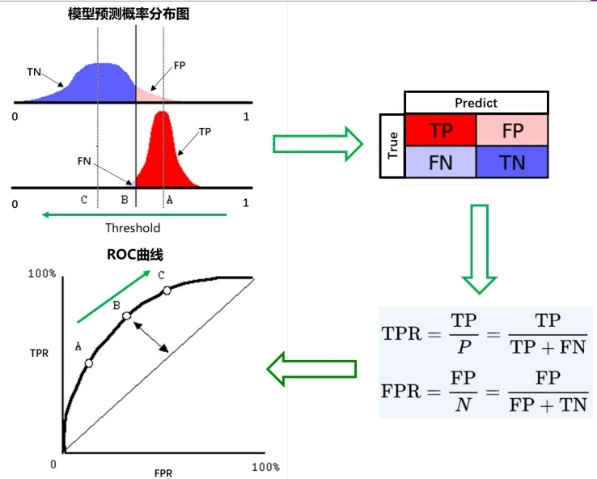 模型预测概率分布图
TN
FP
0
1
TP
FN
0
C
B
A
1
Threshold
Predict
True
TP
FP
FN
TN
ROC曲线
100%
C
B
A
TPR
0
FPR
100%
TPR = TP/P = TP/(TP + FN)
FPR = FP/N = FP/(FP + TN)